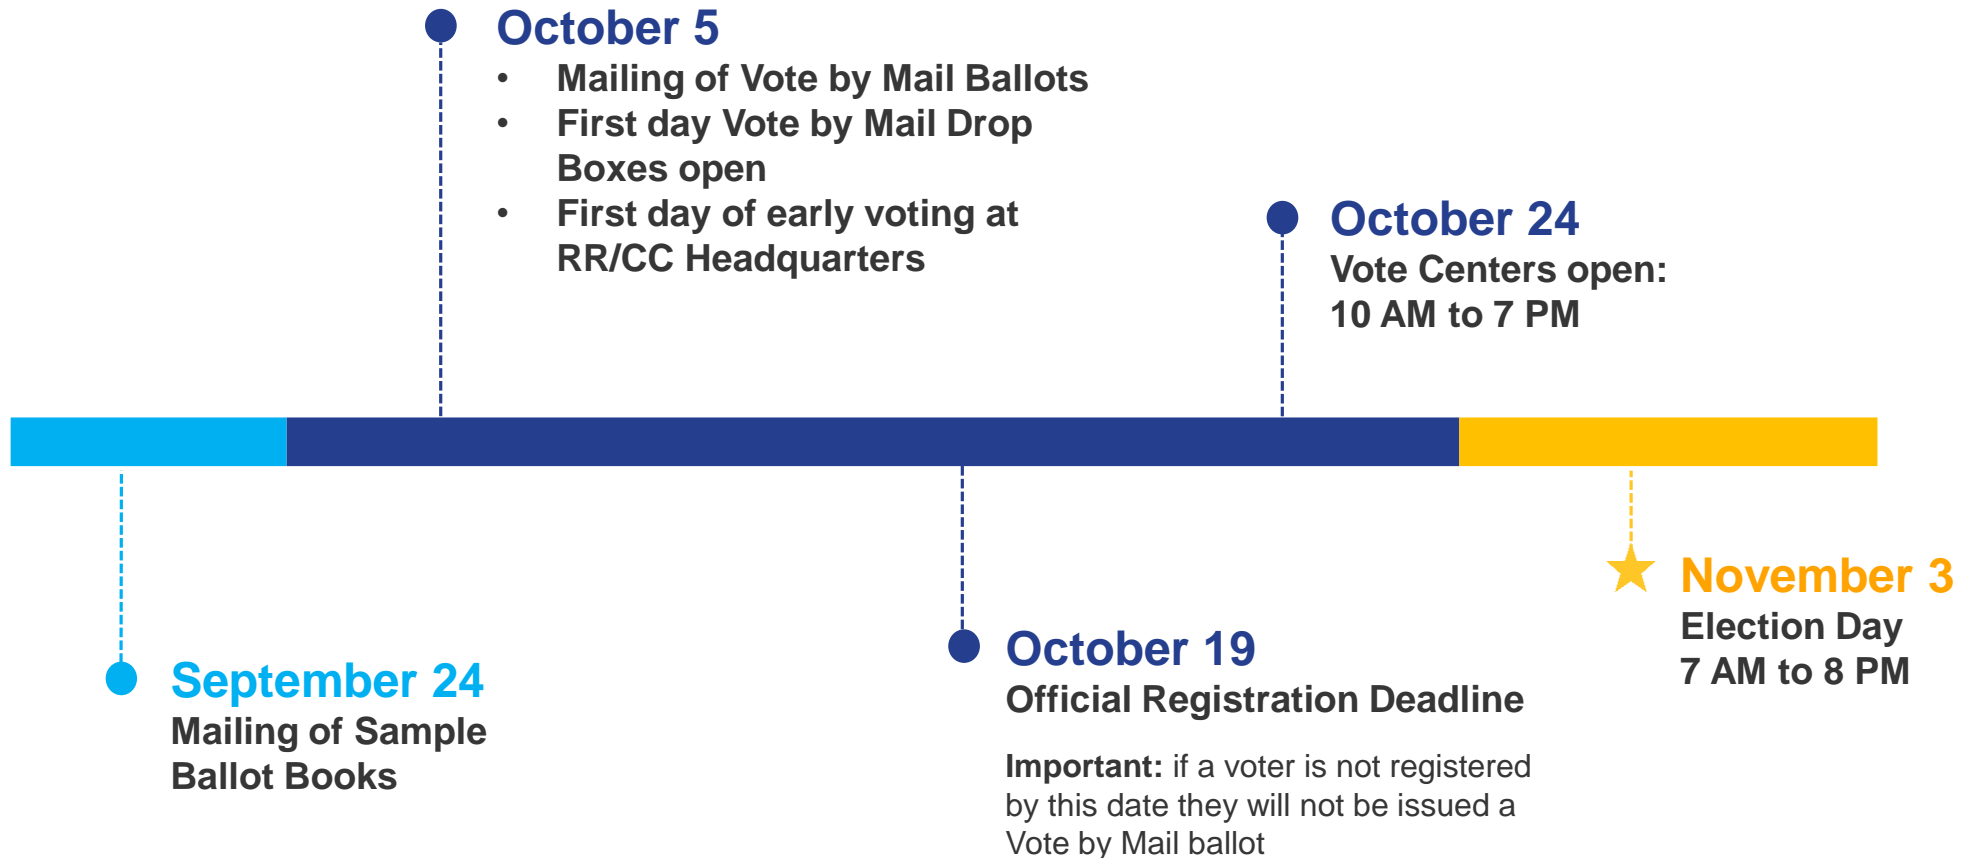 October 5
• Mailing of Vote by Mail Ballots
• First day Vote by Mail Drop
Boxes open
• First day of early voting at
RR/CC Headquarters
October 24
Vote Centers open:
10 AM to 7 PM
September 24
Mailing of Sample
Ballot Books
October 19
Official Registration Deadline
Important: if a voter is not registered
by this date they will not be issued a
Vote by Mail ballot
November 3
Election Day
7 AM to 8 PM